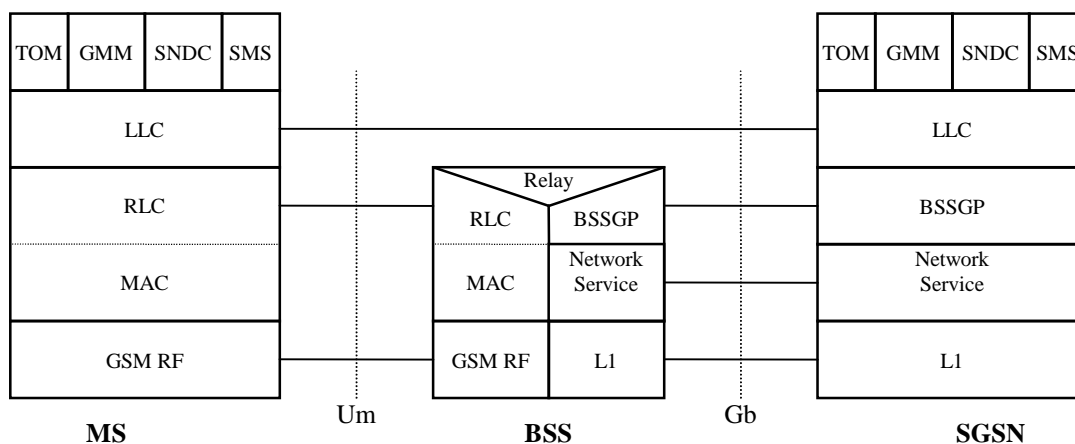 TOM GMM SNDC SMS
TOM GMM SNDC SMS
LLC
LLC
Relay
RLC
RLC
BSSGP
BSSGP
MAC
MAC
Network
Service
Network
Service
GSM RF
GSM RF
L1
L1
Um
Gb
MS
BSS
SGSN